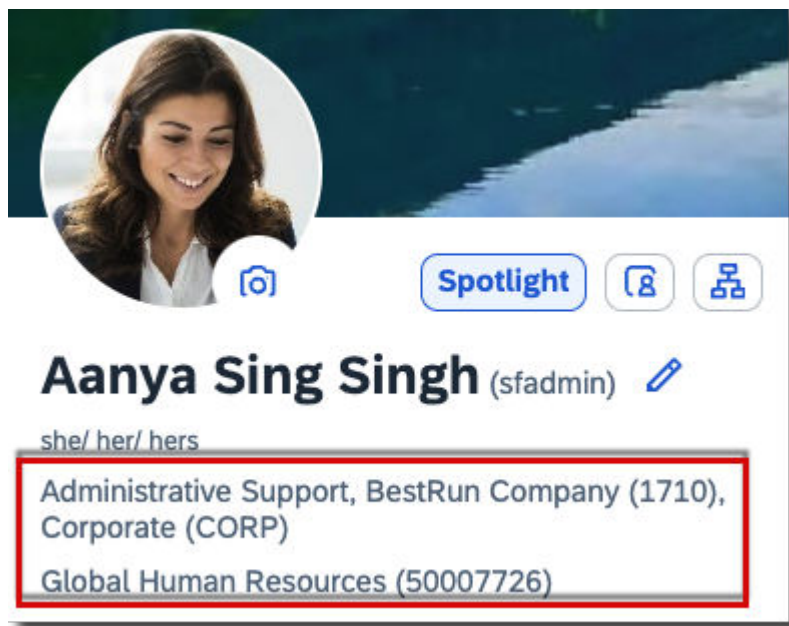 Spotlight
Aanya Sing Singh (sfadmin)
she/ her/ hers
Administrative Support, BestRun Company (1710),
Corporate (CORP)
Global Human Resources (50007726)